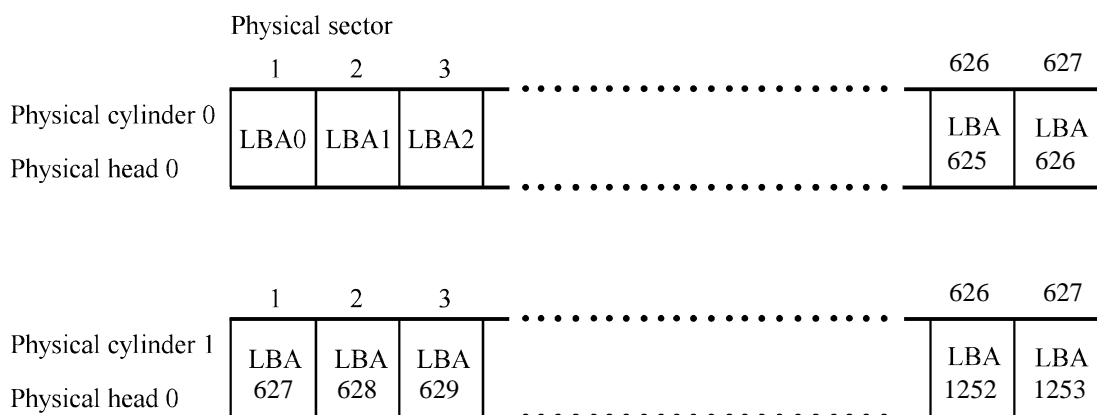 Physical sector
1 2 3 626 627
Physical cylinder 0
LBA0 LBA1 LBA2 LBA LBA
Physical head 0
625 626
1 2 3 626 627
Physical cylinder 1
LBA LBA LBA LBA LBA
627 628 629 1252 1253
Physical head 0